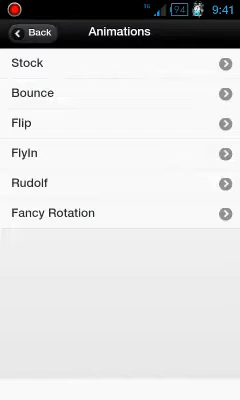 94
9:41
Back
Animations
Stock
Bounce
Flip
FlyIn
Rudolf
Fancy Rotation